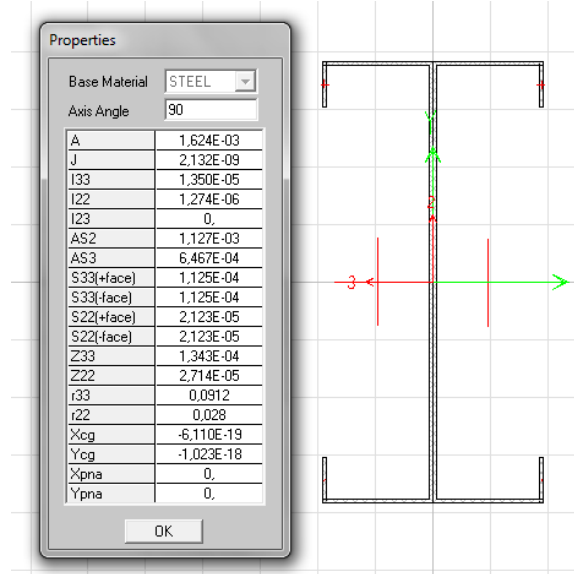 Properties
Base Material STEEL
Axis Angle 90
A 1,624E-03
J 2,132E-09
I33 1,350E-05
I22 1,274E-06
I23 0,
AS2 1,127E-03
AS3 6,467E-04
S33(+face) 1,125E-04
S33(-face) 1,125E-04
S22(+face) 2,123E-05
S22(-face) 2,123E-05
Z33 1,343E-04
Z22 2,714E-05
r33 0,0912
r22 0,028
Xcg -6,110E-19
Ycg -1,023E-18
Xpna 0,
Ypna 0,
OK
Y
2
3